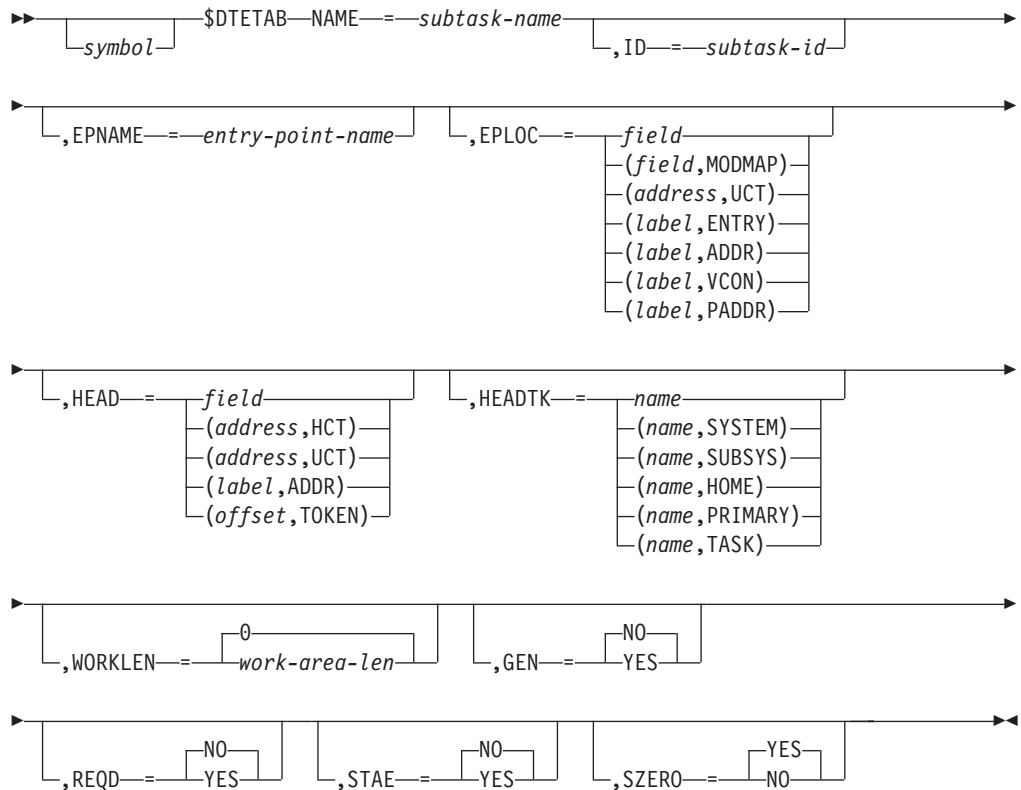 $DTETAB NAME = subtask-name
symbol ,ID = subtask-id
,EPNAME = entry-point-name ,EPLOC = field
(field,MODMAP)
(address,UCT)
(label,ENTRY)
(label,ADDR)
(label,VCON)
(label,PADDR)
,HEAD = field ,HEADTK = name
(address,HCT) (name,SYSTEM)
(address,UCT) (name,SUBSYS)
(label,ADDR) (name,HOME)
(offset,TOKEN) (name,PRIMARY)
(name,TASK)
0 NO
,WORKLEN = work-area-len ,GEN = YES
NO NO YES
,REQD = YES ,STAE = YES ,SZERO = NO